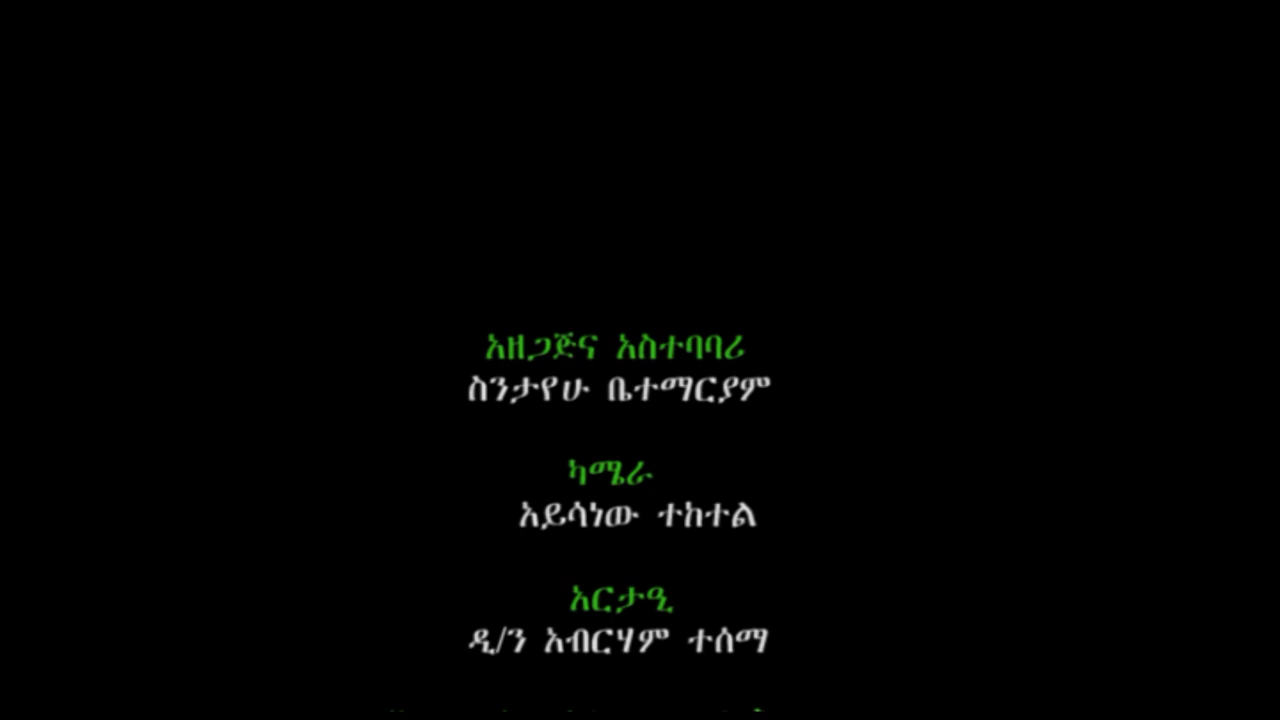 አዘጋጅና አስተባባሪ
ስንታየሁ ቤተማርያም
ካሜራ
አይሳነው ተከተል
አርታዒ
ዲ/ን አብርሃም ተሰማ